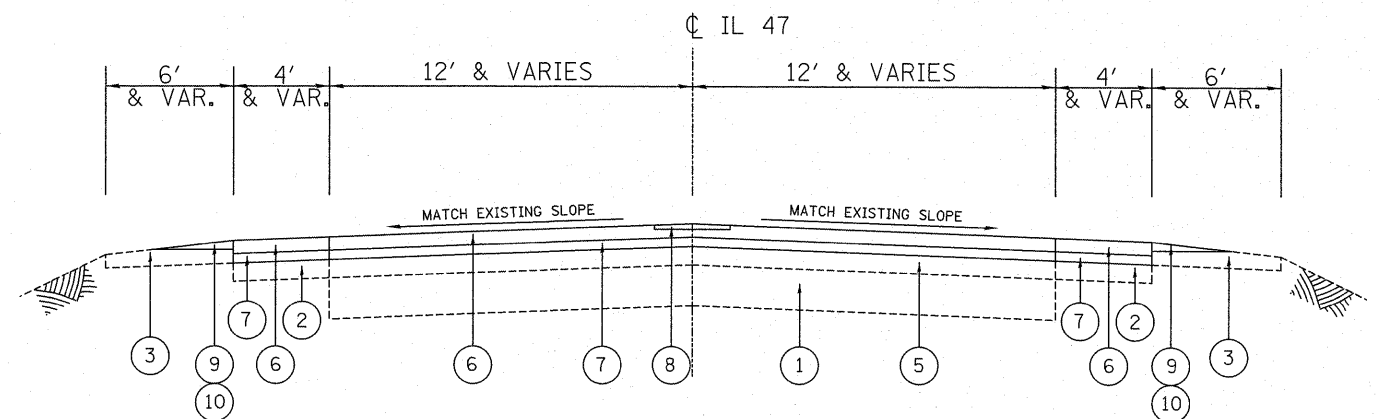 ℄ IL 47
6' & VAR.
4' & VAR.
12' & VARIES
12' & VARIES
4' & VAR.
6' & VAR.
MATCH EXISTING SLOPE
MATCH EXISTING SLOPE
3
9
10
7
6
2
6
7
8
1
5
7
6
2
9
10
3